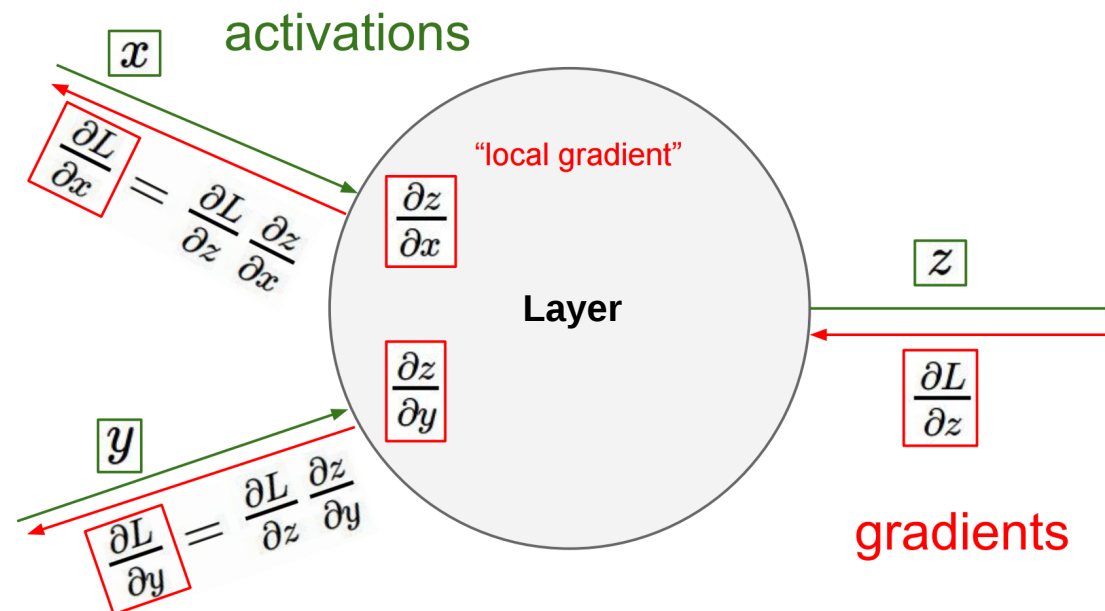 activations
x
∂L/∂x = ∂L/∂z ∂z/∂x
“local gradient”
∂z/∂x
Layer
z
∂L/∂z
∂z/∂y
y
∂L/∂y = ∂L/∂z ∂z/∂y
gradients